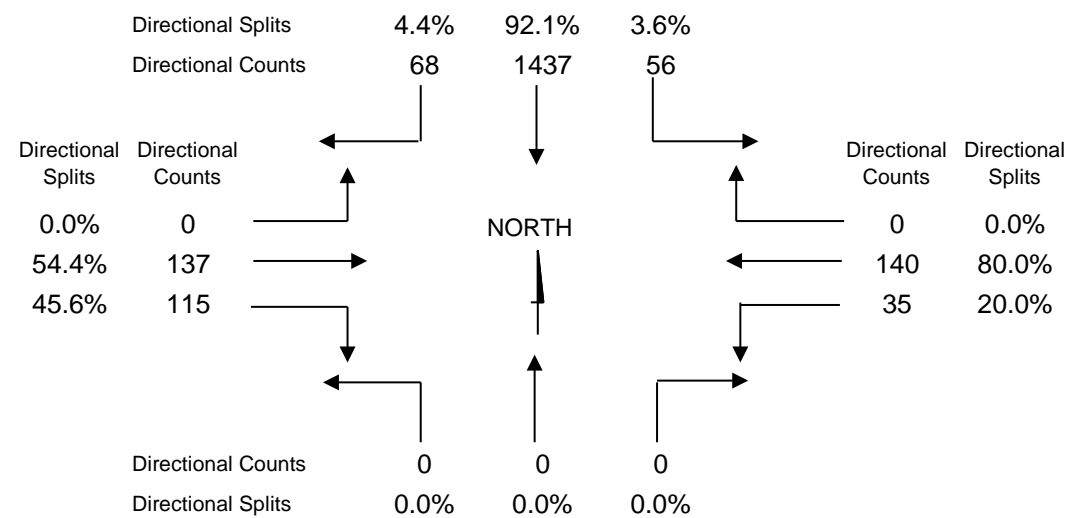 Directional Splits 4.4% 92.1% 3.6%
Directional Counts 68 1437 56
Directional Directional Directional Directional
Splits Counts Counts Splits
0.0% 0 NORTH 0 0.0%
54.4% 137 140 80.0%
45.6% 115 35 20.0%
Directional Counts 0 0 0
Directional Splits 0.0% 0.0% 0.0%